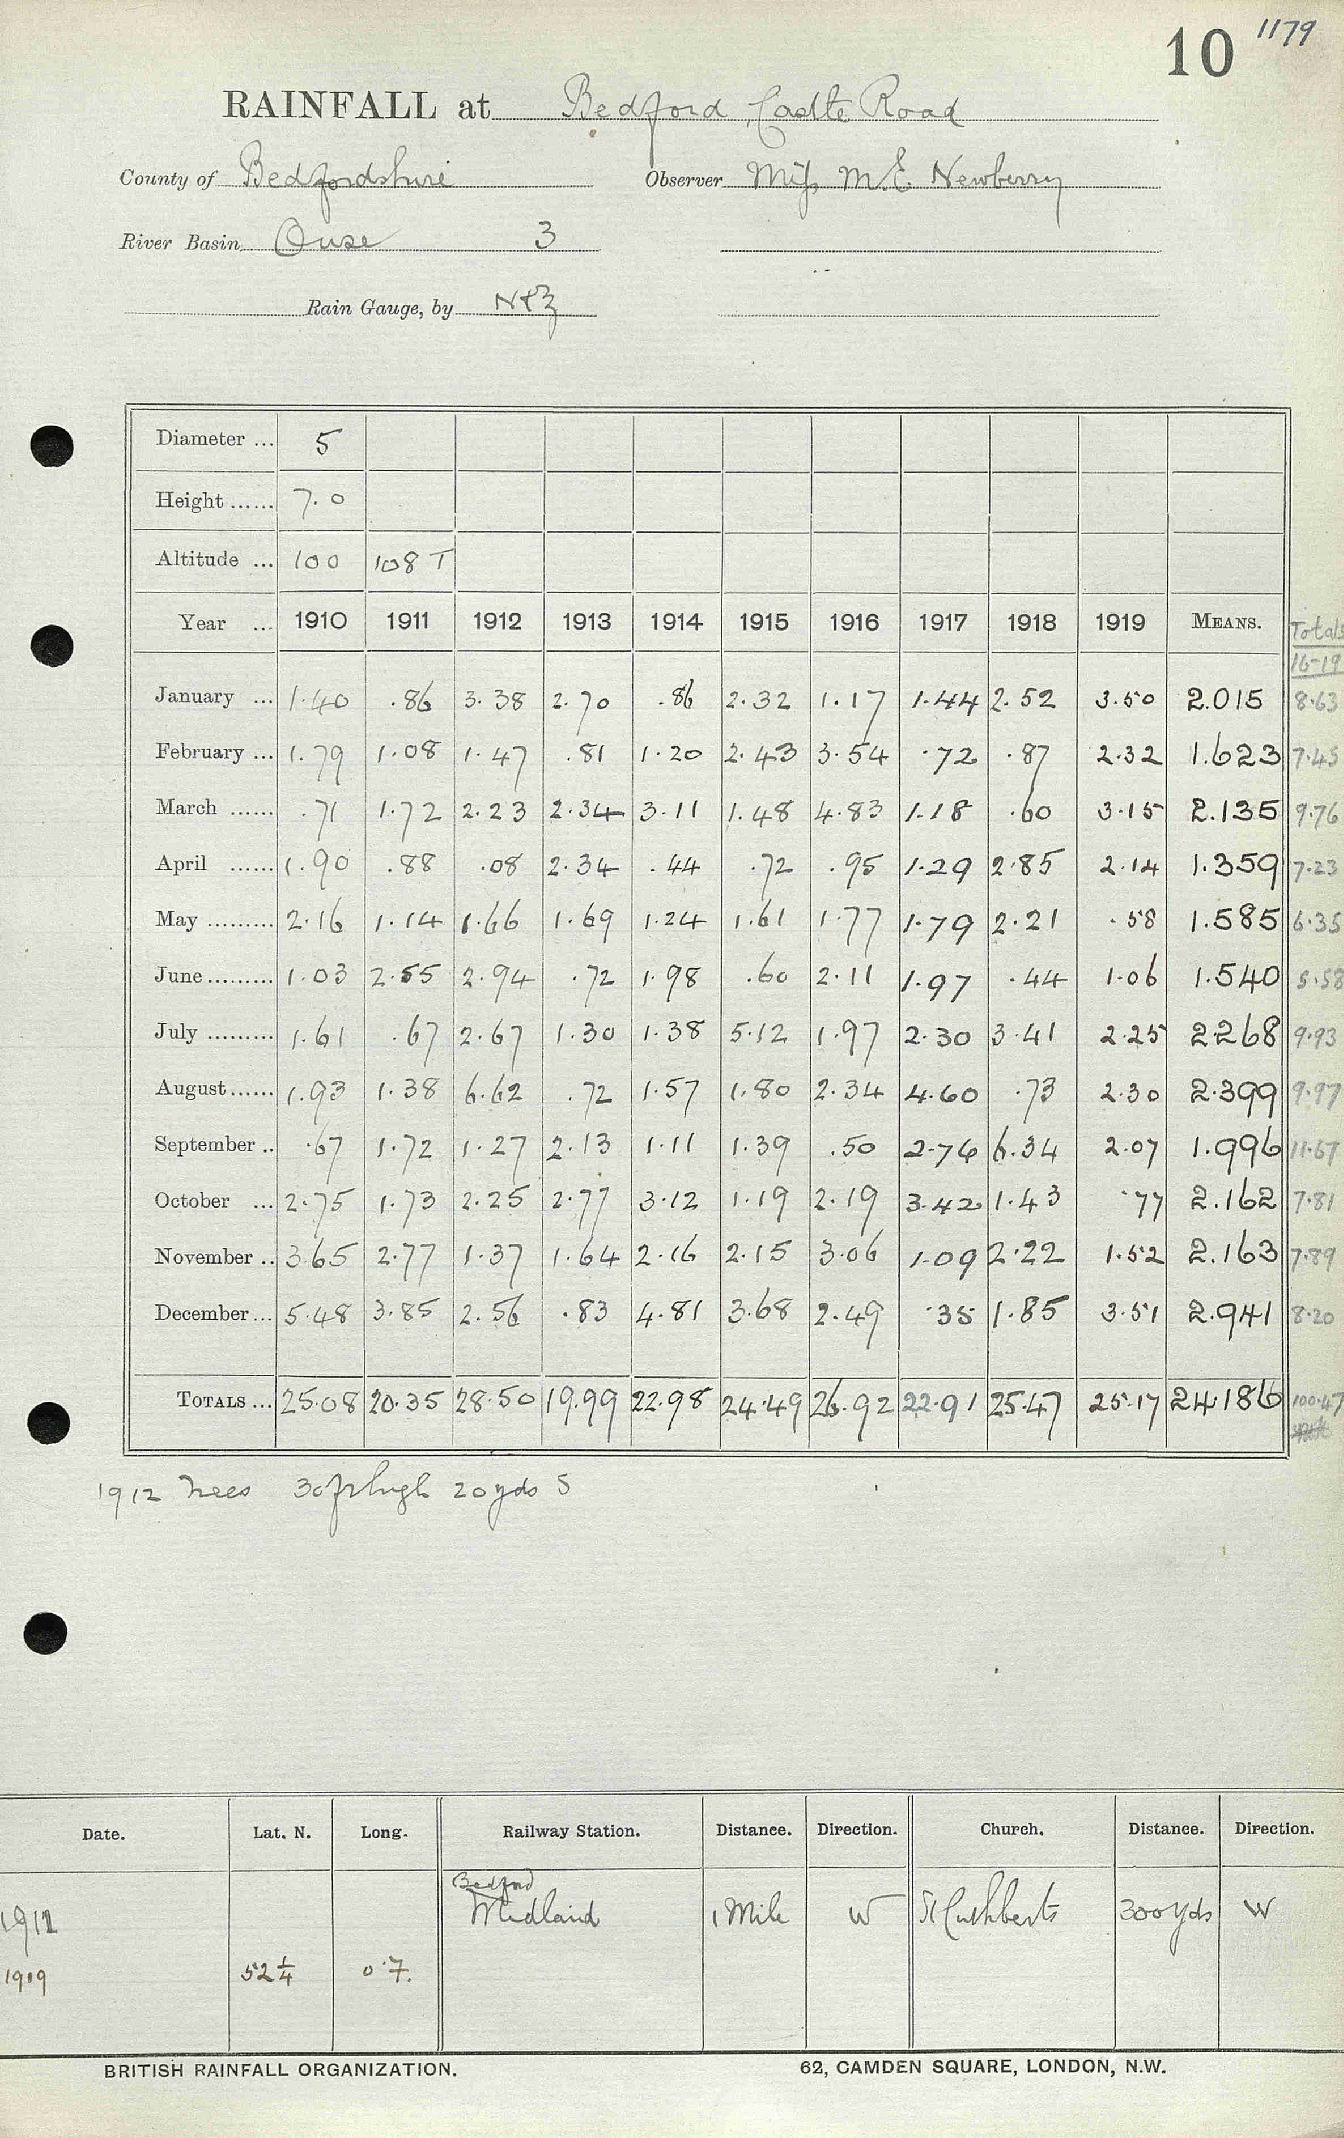 10 1179
RAINFALL at Bedford, Castle Road
County of Bedfordshire Observer Miss M.E. Newberry
River Basin Ouse 3
Rain Gauge, by N&Z
Diameter ... 5
Height ...... 7.0
Altitude ... 100 108 T
Year ... 1910 1911 1912 1913 1914 1915 1916 1917 1918 1919 MEANS. Totals
16-19
January ... 1.40 .86 3.38 2.70 .86 2.32 1.17 1.44 2.52 3.50 2.015 8.63
February ... 1.79 1.08 1.47 .81 1.20 2.43 3.54 .72 .87 2.32 1.623 7.45
March ...... .71 1.72 2.23 2.34 3.11 1.48 4.83 1.18 .60 3.15 2.135 9.76
April ...... 1.90 .88 .08 2.34 .44 .72 .95 1.29 2.85 2.14 1.359 7.23
May ......... 2.16 1.14 1.66 1.69 1.24 1.61 1.77 1.79 2.21 .58 1.585 6.35
June ......... 1.03 2.55 2.94 .72 1.98 .60 2.11 1.97 .44 1.06 1.540 5.58
July ......... 1.61 .67 2.67 1.30 1.38 5.12 1.97 2.30 3.41 2.25 2.268 9.93
August ...... 1.93 1.38 6.62 .72 1.57 1.80 2.34 4.60 .73 2.30 2.399 9.97
September .. .67 1.72 1.27 2.13 1.11 1.39 .50 2.76 6.34 2.07 1.996 11.67
October ... 2.75 1.73 2.25 2.77 3.12 1.19 2.19 3.42 1.43 .77 2.162 7.81
November .. 3.65 2.77 1.37 1.64 2.16 2.15 3.06 1.09 2.22 1.52 2.163 7.89
December ... 5.48 3.85 2.56 .83 4.81 3.68 2.49 .35 1.85 3.51 2.941 8.20
TOTALS ... 25.08 20.35 28.50 19.99 22.98 24.49 26.92 22.91 25.47 25.17 24.186 100.47
1912 Trees 30ft high 20yds S
Date. Lat. N. Long. Railway Station. Distance. Direction. Church. Distance. Direction.
Bedford
1912 Midland 1 Mile W St Cuthberts 300yds W
1919 52¼ 0.7.
BRITISH RAINFALL ORGANIZATION. 62, CAMDEN SQUARE, LONDON, N.W.